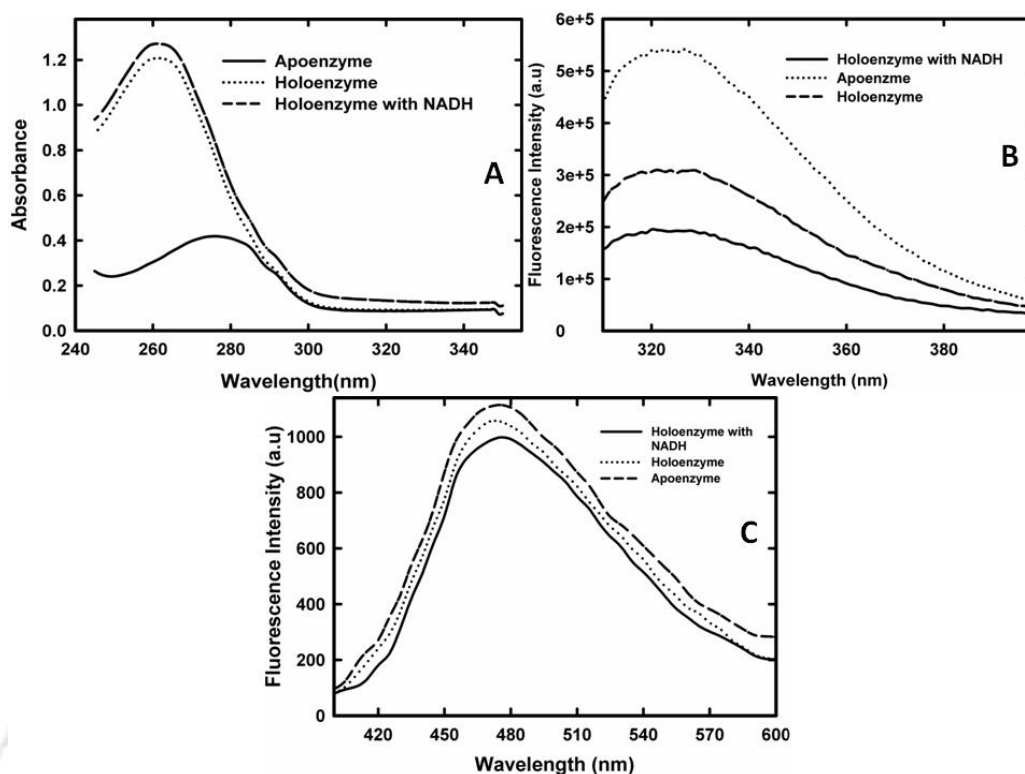 Apoenzyme
Holoenzyme
Holoenzyme with NADH
A
Absorbance
1.2
1.0
0.8
0.6
0.4
0.2
0.0
240 260 280 300 320 340
Wavelength(nm)
Holoenzyme with NADH
Apoenzme
Holoenzyme
B
Fluorescence Intensity (a.u)
6e+5
5e+5
4e+5
3e+5
2e+5
1e+5
0
320 340 360 380
Wavelength (nm)
Holoenzyme with
NADH
Holoenzyme
Apoenzyme
C
Fluorescence Intensity (a.u)
1000
800
600
400
200
0
420 450 480 510 540 570 600
Wavelength (nm)